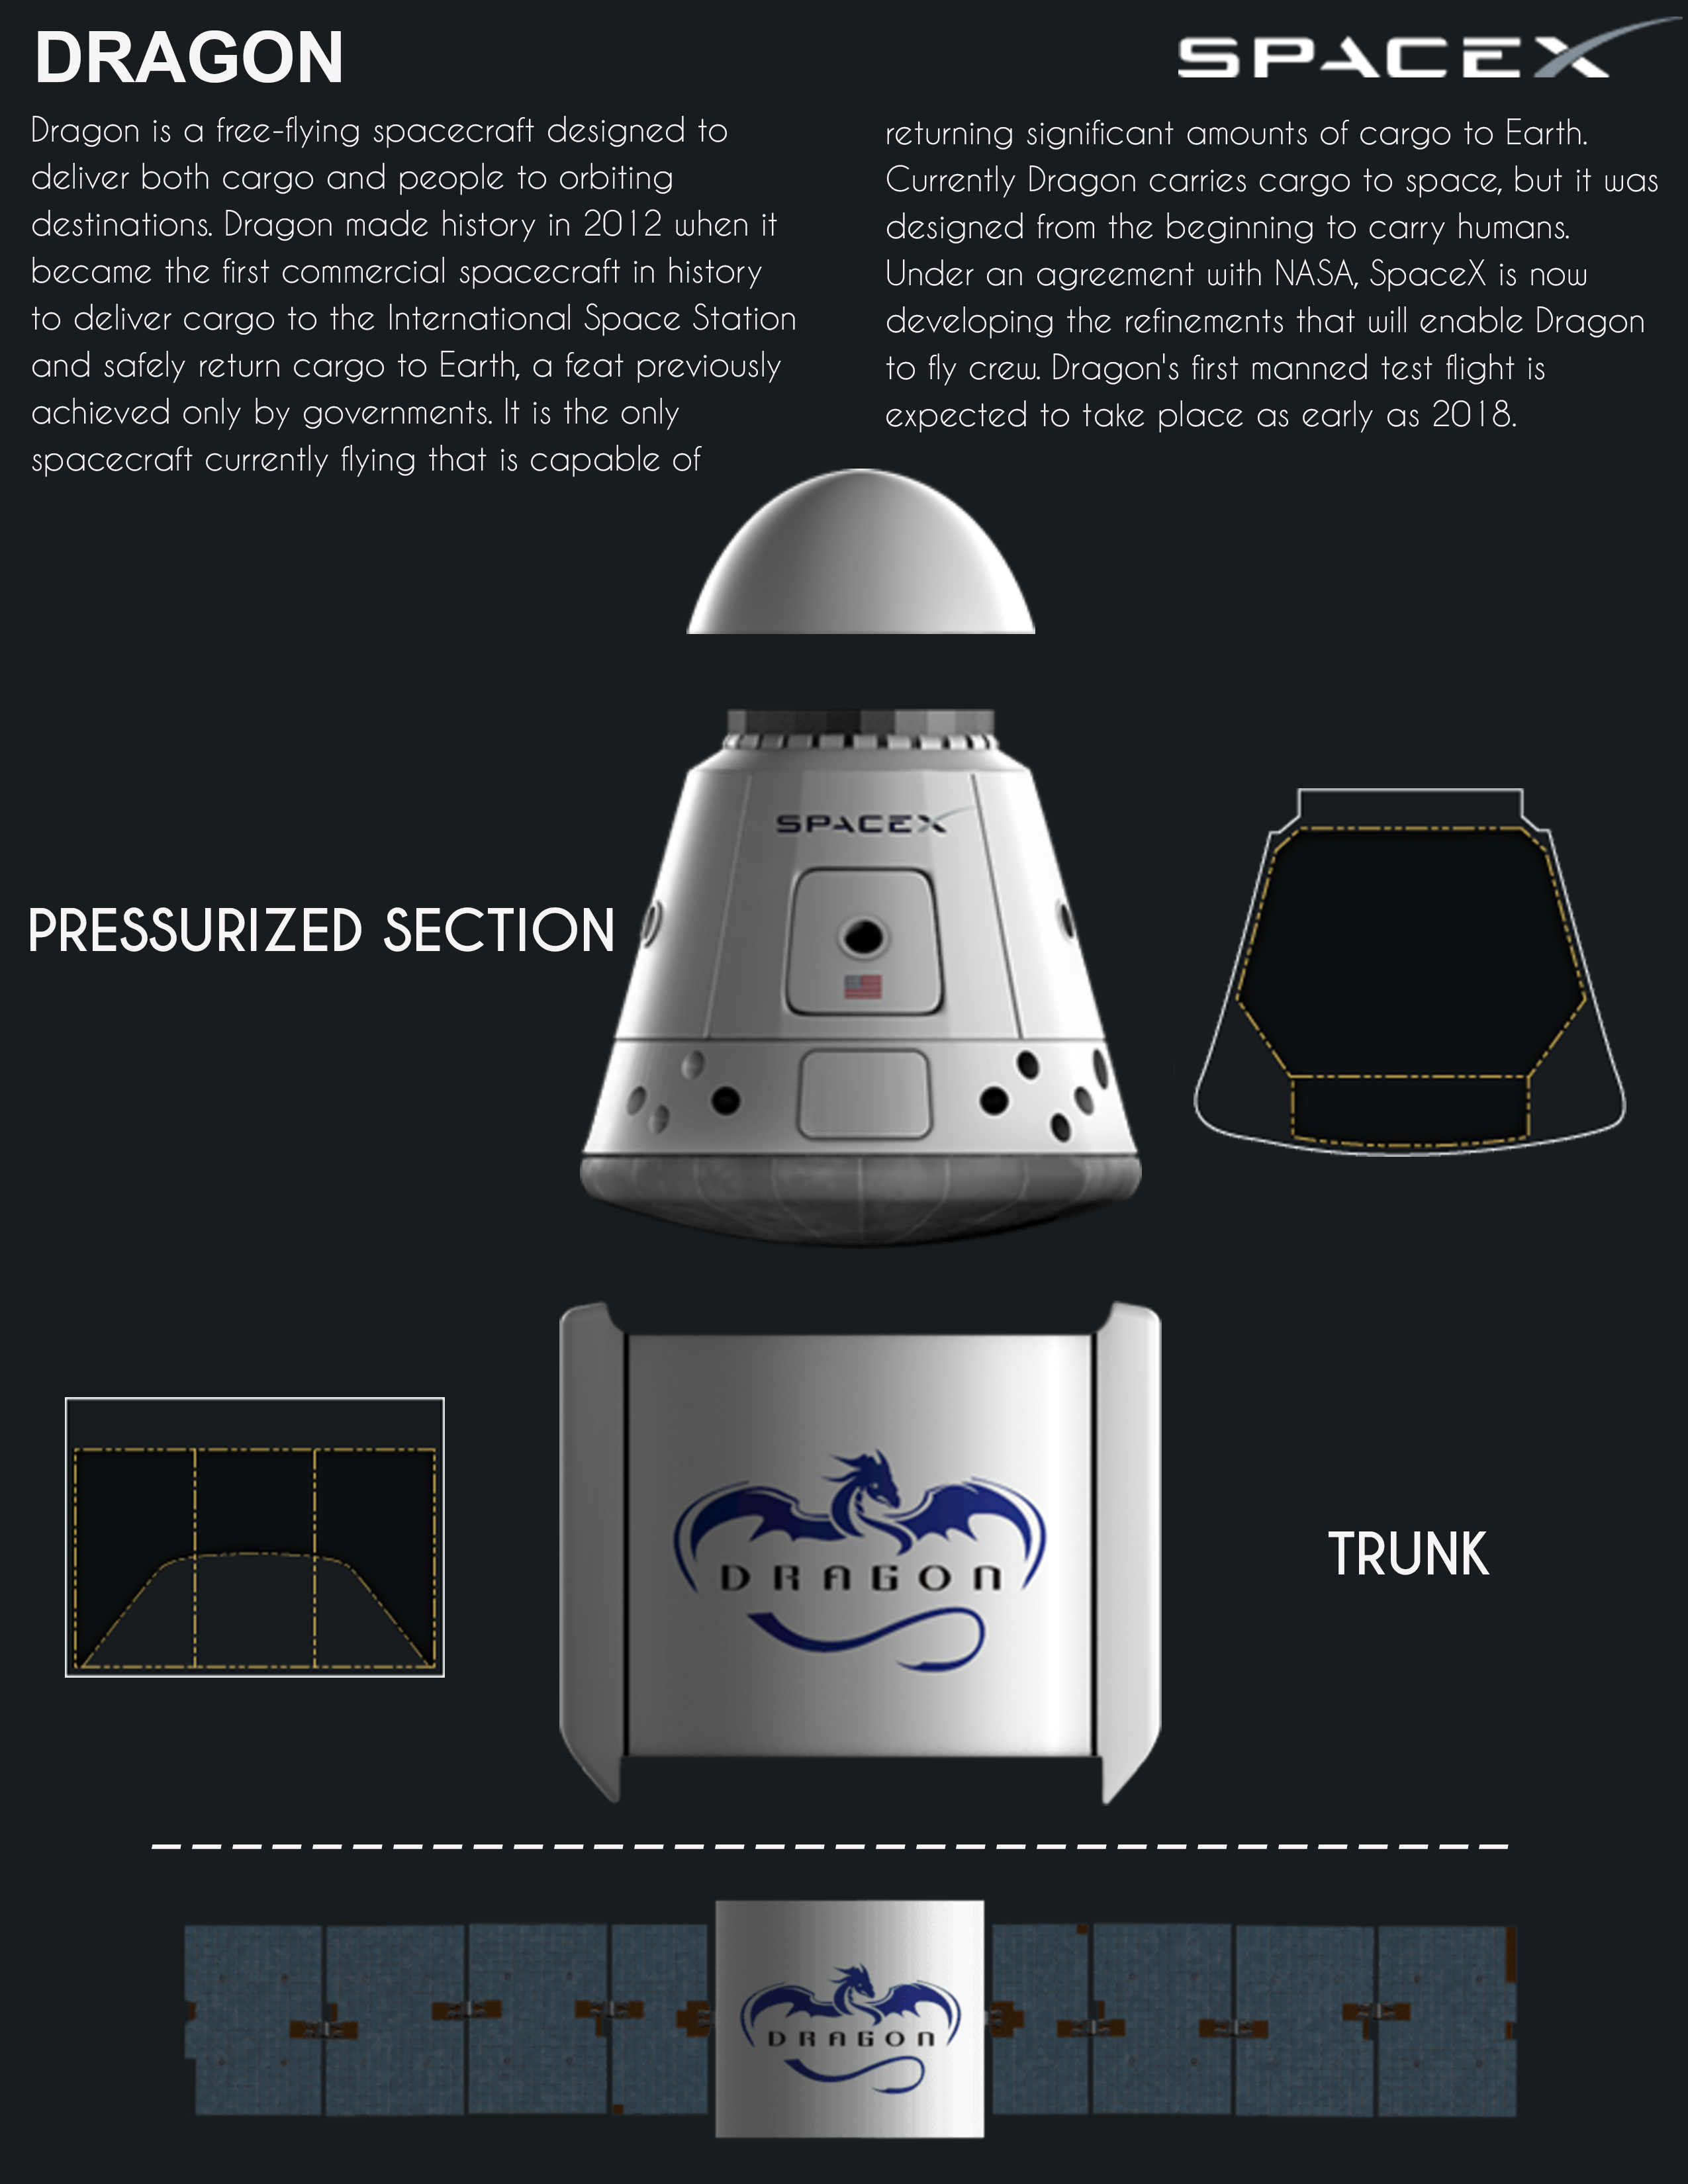 DRAGON
SPACEX
Dragon is a free-flying spacecraft designed to
deliver both cargo and people to orbiting
destinations. Dragon made history in 2012 when it
became the first commercial spacecraft in history
to deliver cargo to the International Space Station
and safely return cargo to Earth, a feat previously
achieved only by governments. It is the only
spacecraft currently flying that is capable of
returning significant amounts of cargo to Earth.
Currently Dragon carries cargo to space, but it was
designed from the beginning to carry humans.
Under an agreement with NASA, SpaceX is now
developing the refinements that will enable Dragon
to fly crew. Dragon's first manned test flight is
expected to take place as early as 2018.
SPACEX
PRESSURIZED SECTION
DRAGON
TRUNK
DRAGON